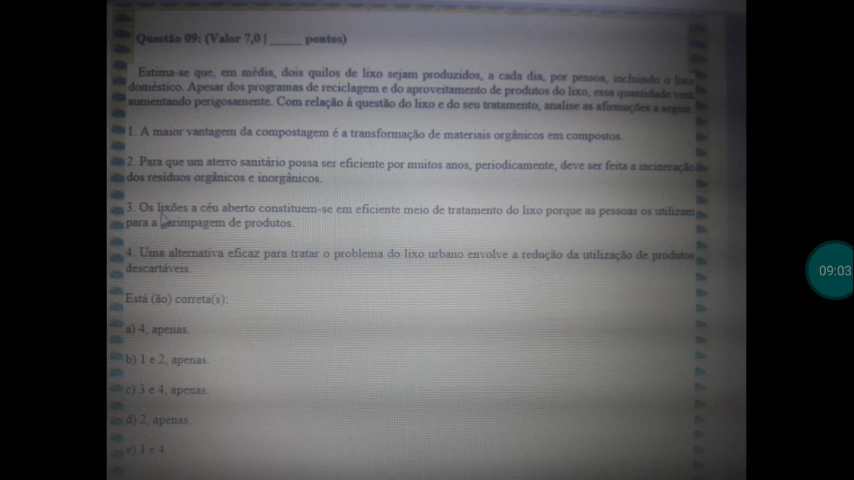 Questão 09: (Valor 7,0 | _____ pontos)
Estima-se que, em média, dois quilos de lixo sejam produzidos, a cada dia, por pessoa, incluindo o lixo
doméstico. Apesar dos programas de reciclagem e do aproveitamento de produtos do lixo, essa quantidade vem
aumentando perigosamente. Com relação à questão do lixo e do seu tratamento, analise as afirmações a seguir
1. A maior vantagem da compostagem é a transformação de materiais orgânicos em compostos.
2. Para que um aterro sanitário possa ser eficiente por muitos anos, periodicamente, deve ser feita a incineração
dos resíduos orgânicos e inorgânicos.
3. Os lixões a céu aberto constituem-se em eficiente meio de tratamento do lixo porque as pessoas os utilizam
para a garimpagem de produtos.
4. Uma alternativa eficaz para tratar o problema do lixo urbano envolve a redução da utilização de produtos
descartáveis.
Está (ão) correta(s):
a) 4, apenas.
b) 1 e 2, apenas.
c) 3 e 4, apenas.
d) 2, apenas
e) 1 e 4
09:03